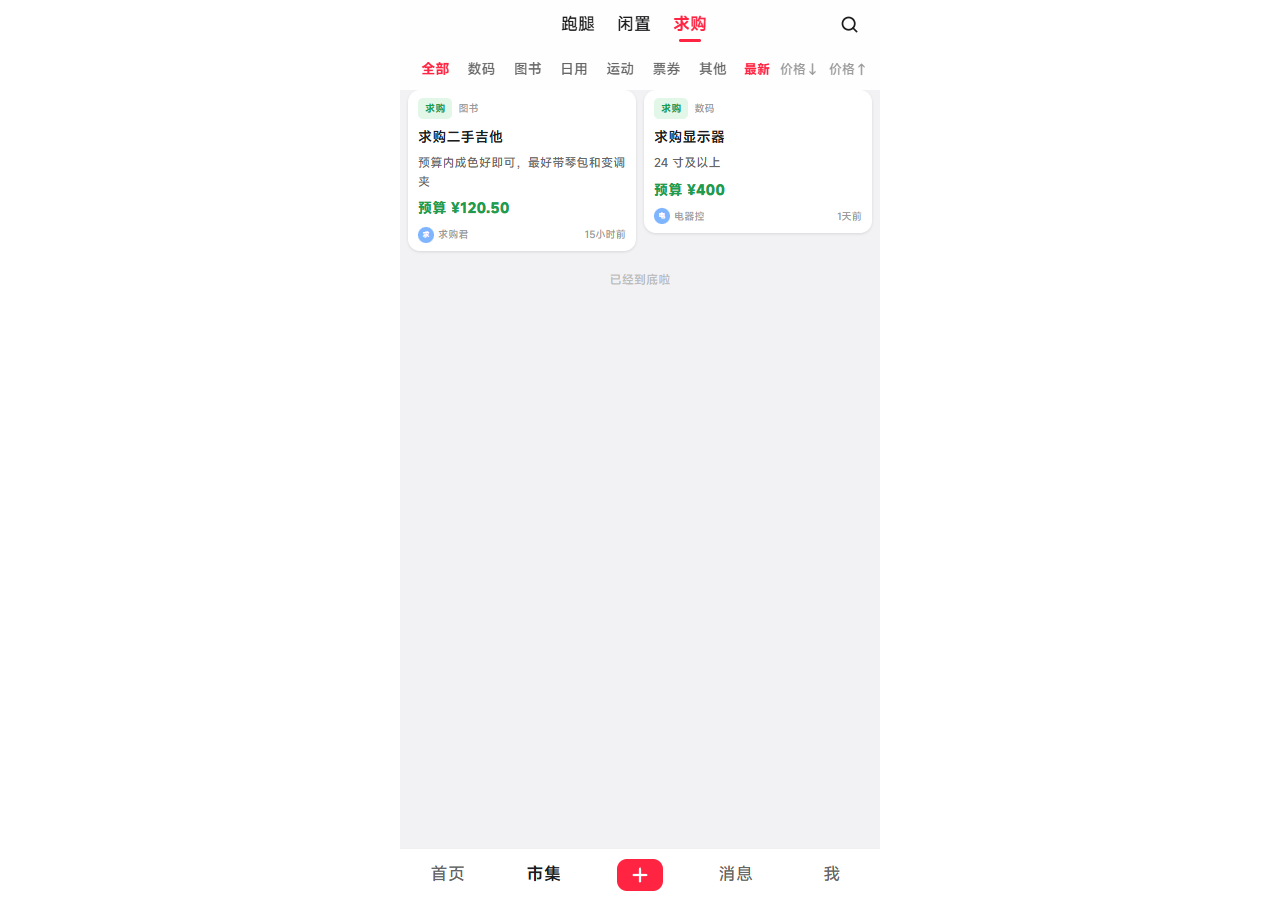 跑腿 闲置 求购
全部 数码 图书 日用 运动 票券 其他 最新 价格↓ 价格↑
求购 图书
求购二手吉他
预算内成色好即可，最好带琴包和变调
夹
预算 ¥120.50
求 求购君 15小时前
求购 数码
求购显示器
24 寸及以上
预算 ¥400
电 电器控 1天前
已经到底啦
首页 市集 + 消息 我